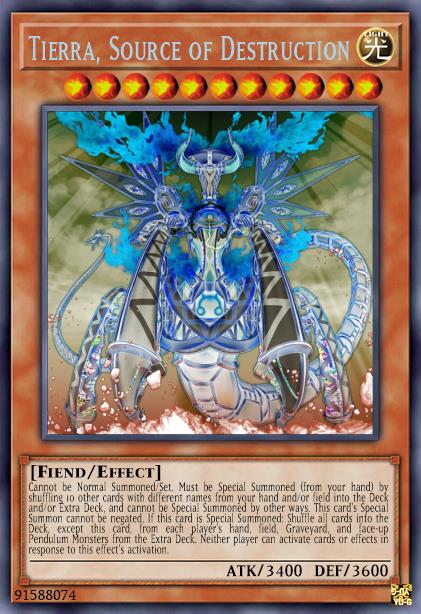 Tierra, Source of Destruction
LIGHT
光
[Fiend/Effect]
Cannot be Normal Summoned/Set. Must be Special Summoned (from your hand) by
shuffling 10 other cards with different names from your hand and/or field into the Deck
and/or Extra Deck, and cannot be Special Summoned by other ways. This card's Special
Summon cannot be negated. If this card is Special Summoned: Shuffle all cards into the
Deck, except this card, from each player's hand, field, Graveyard, and face-up
Pendulum Monsters from the Extra Deck. Neither player can activate cards or effects in
response to this effect's activation.
ATK/3400 DEF/3600
91588074